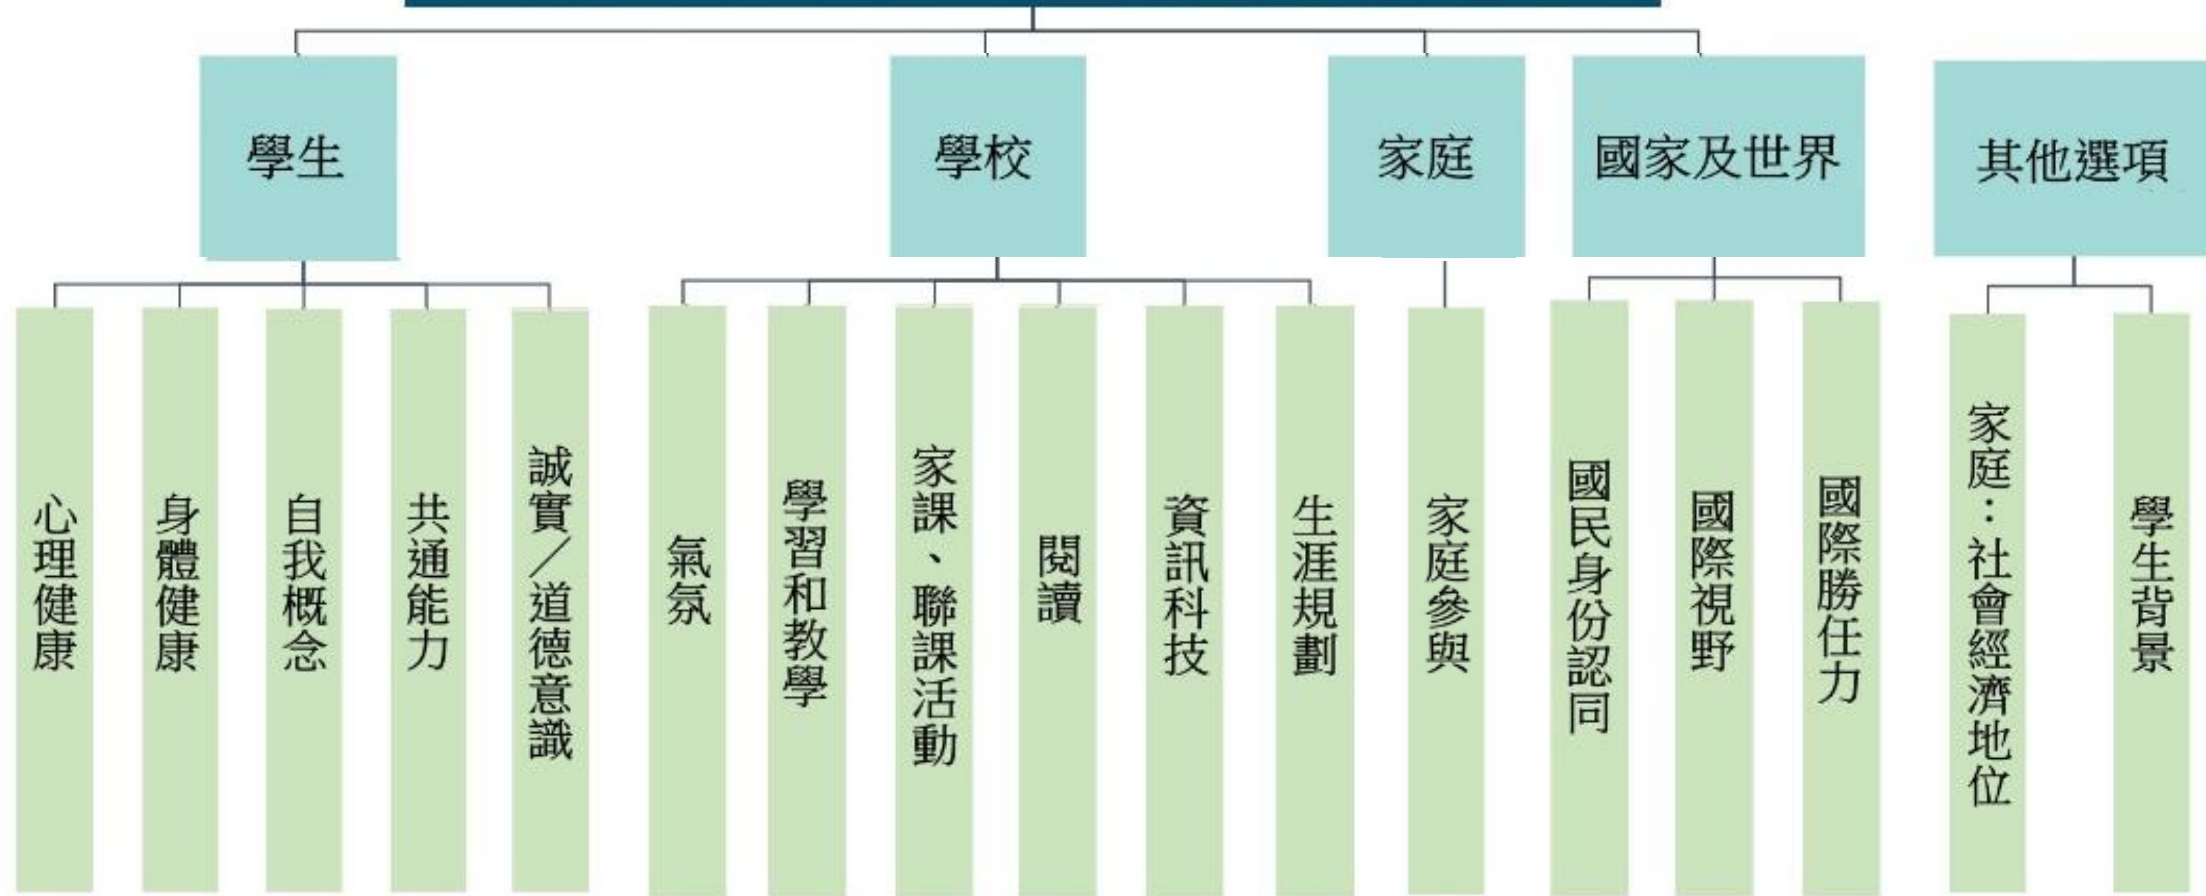 學生
學校
家庭
國家及世界
其他選項
心理健康
身體健康
自我概念
共通能力
誠實／道德意識
氣氛
學習和教學
家課、聯課活動
閱讀
資訊科技
生涯規劃
家庭參與
國民身份認同
國際視野
國際勝任力
家庭：社會經濟地位
學生背景